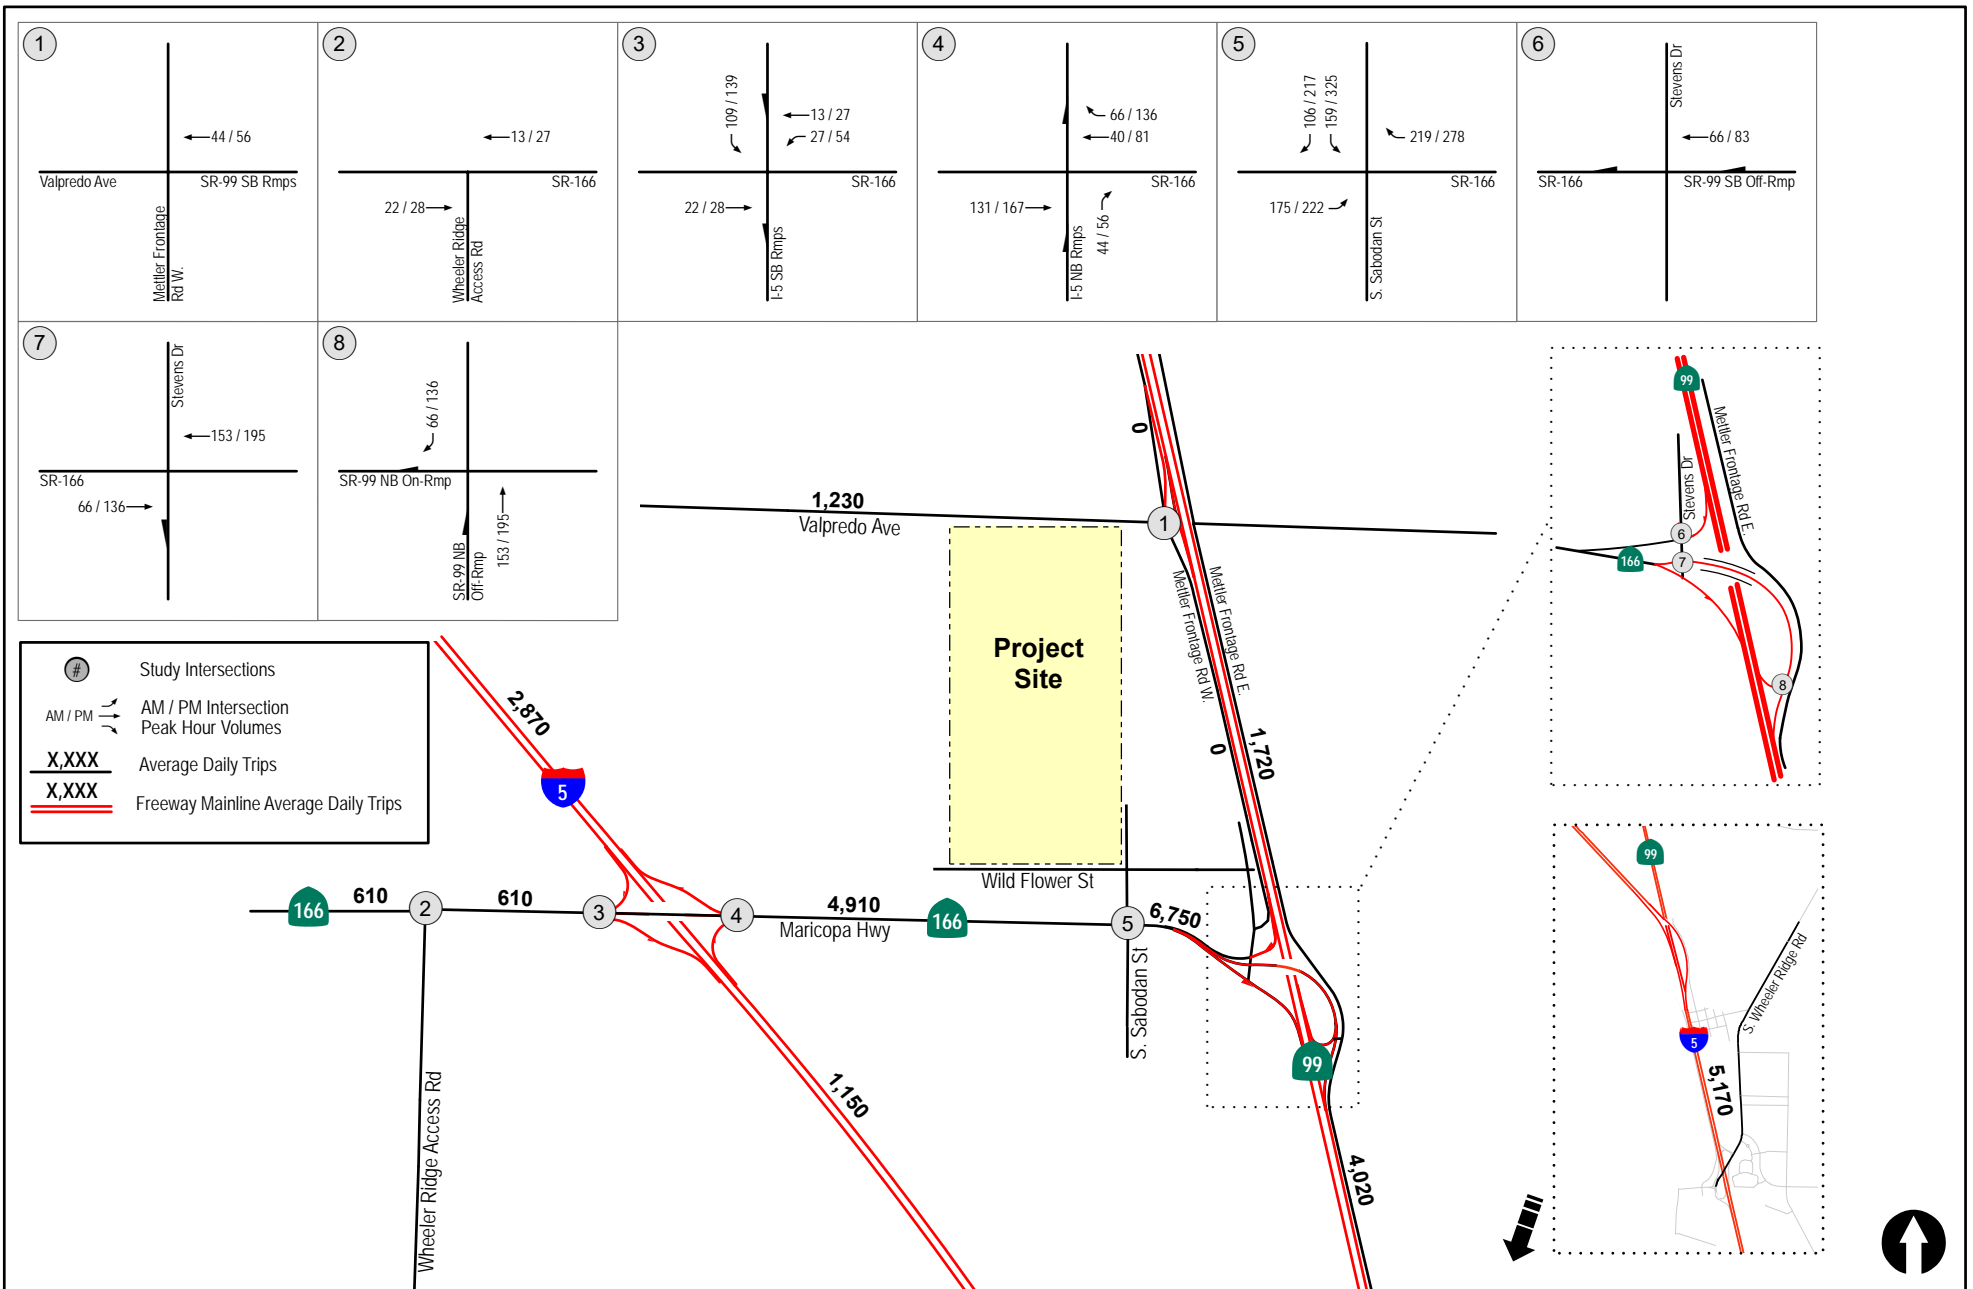 1
44 / 56
Valpredo Ave
SR-99 SB Rmps
Mettler Frontage
Rd W.
2
13 / 27
SR-166
22 / 28
Wheeler Ridge
Access Rd
3
109 / 139
13 / 27
27 / 54
SR-166
22 / 28
I-5 SB Rmps
4
66 / 136
40 / 81
SR-166
131 / 167
44 / 56
I-5 NB Rmps
5
106 / 217
159 / 325
219 / 278
SR-166
175 / 222
S. Sabodan St
6
Stevens Dr
66 / 83
SR-166
SR-99 SB Off-Rmp
7
Stevens Dr
153 / 195
SR-166
66 / 136
8
66 / 136
SR-99 NB On-Rmp
153 / 195
SR-99 NB
Off-Rmp
#
Study Intersections
AM / PM
AM / PM Intersection
Peak Hour Volumes
X,XXX
Average Daily Trips
X,XXX
Freeway Mainline Average Daily Trips
0
1,230
Valpredo Ave
1
Project
Site
Mettler Frontage Rd W.
Mettler Frontage Rd E.
0
1,720
2,870
5
Wild Flower St
166
610
2
610
3
4
4,910
Maricopa Hwy
166
5
6,750
S. Sabodan St
99
1,150
4,020
Wheeler Ridge Access Rd
99
Mettler Frontage Rd E.
Stevens Dr
6
166
7
8
99
S. Wheeler Ridge Rd
5
5,170